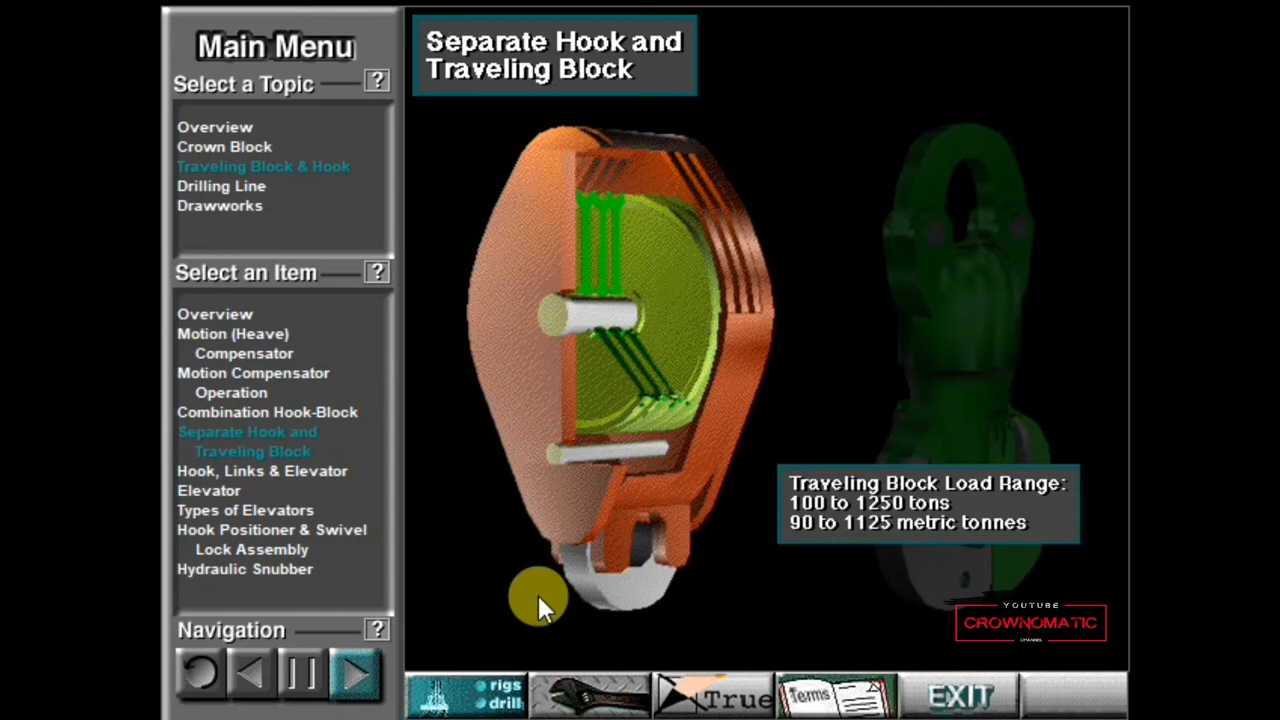 Main Menu
Select a Topic ?
Overview
Crown Block
Traveling Block & Hook
Drilling Line
Drawworks
Select an Item ?
Overview
Motion (Heave)
Compensator
Motion Compensator
Operation
Combination Hook-Block
Separate Hook and
Traveling Block
Hook, Links & Elevator
Elevator
Types of Elevators
Hook Positioner & Swivel
Lock Assembly
Hydraulic Snubber
Navigation ?
Separate Hook and
Traveling Block
Traveling Block Load Range:
100 to 1250 tons
90 to 1125 metric tonnes
YOUTUBE
CROWNOMATIC
CHANNEL
rigs
drill
True
Terms
EXIT